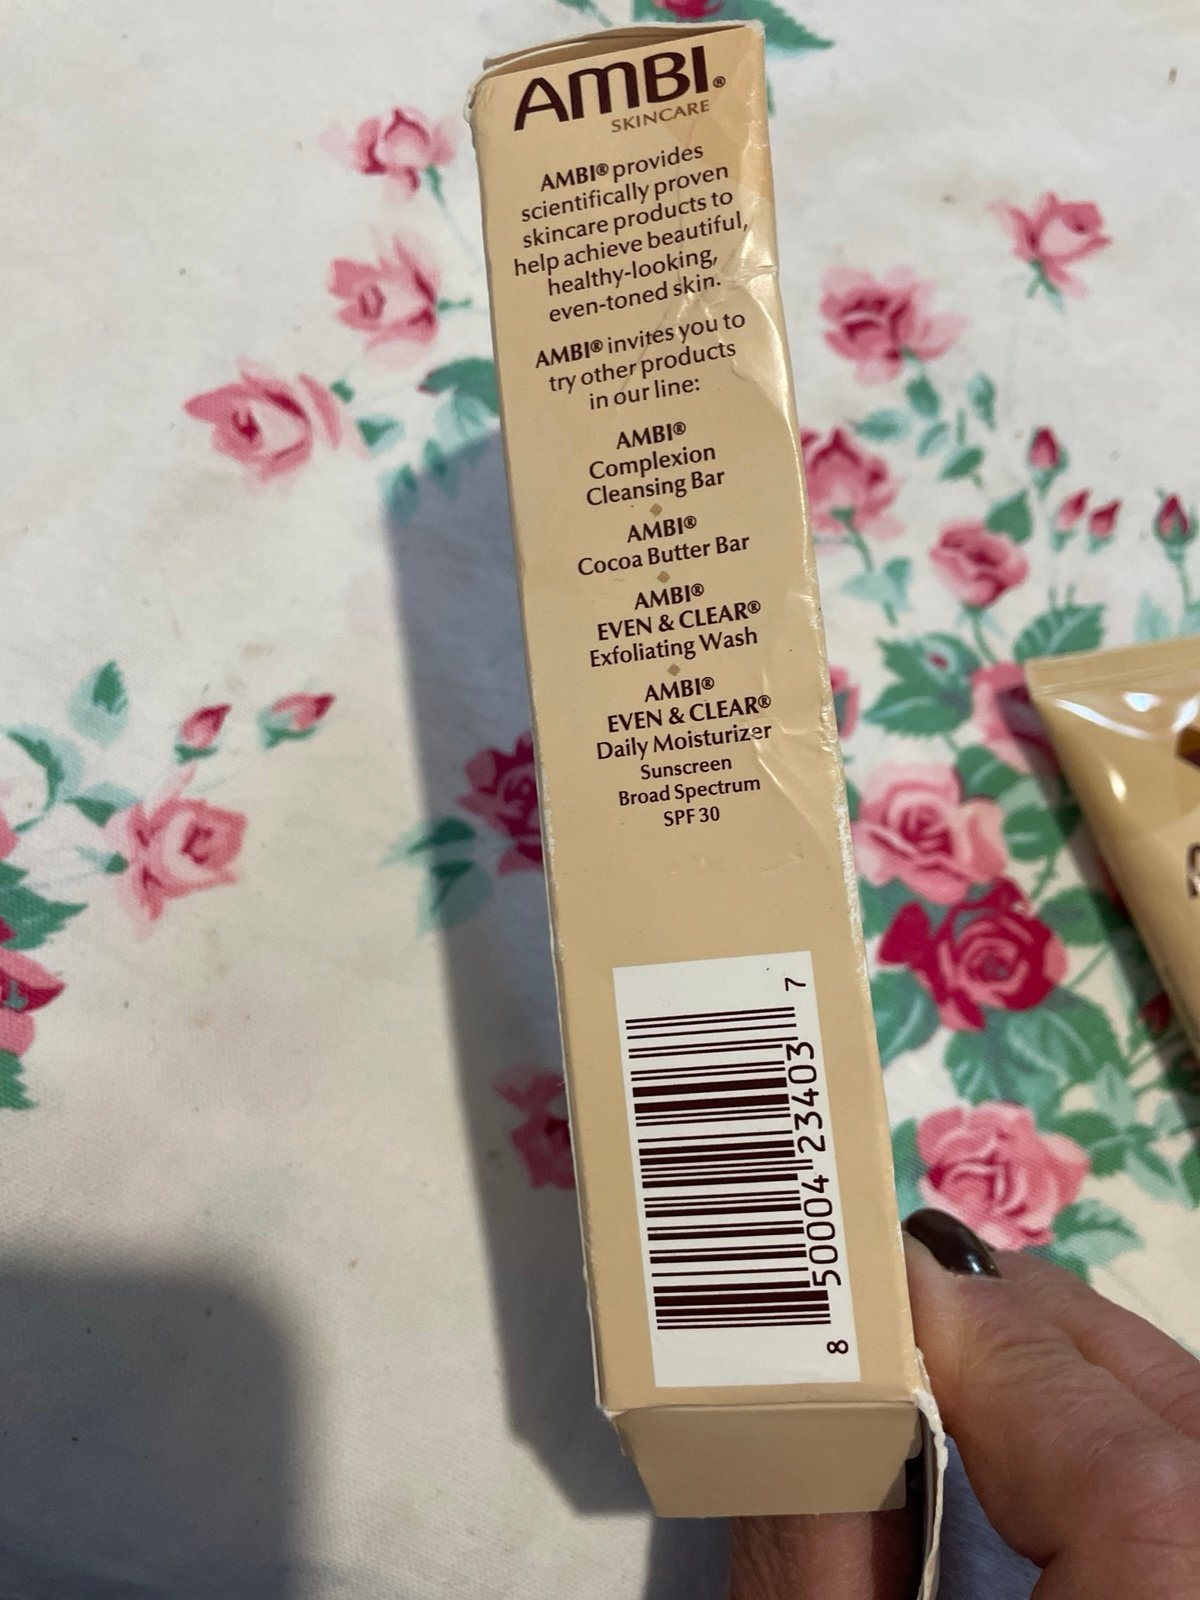 AMBI®
SKINCARE
AMBI® provides
scientifically proven
skincare products to
help achieve beautiful,
healthy-looking,
even-toned skin.
AMBI® invites you to
try other products
in our line:
AMBI®
Complexion
Cleansing Bar
AMBI®
Cocoa Butter Bar
AMBI®
EVEN & CLEAR®
Exfoliating Wash
AMBI®
EVEN & CLEAR®
Daily Moisturizer
Sunscreen
Broad Spectrum
SPF 30
8 50004 23403 7